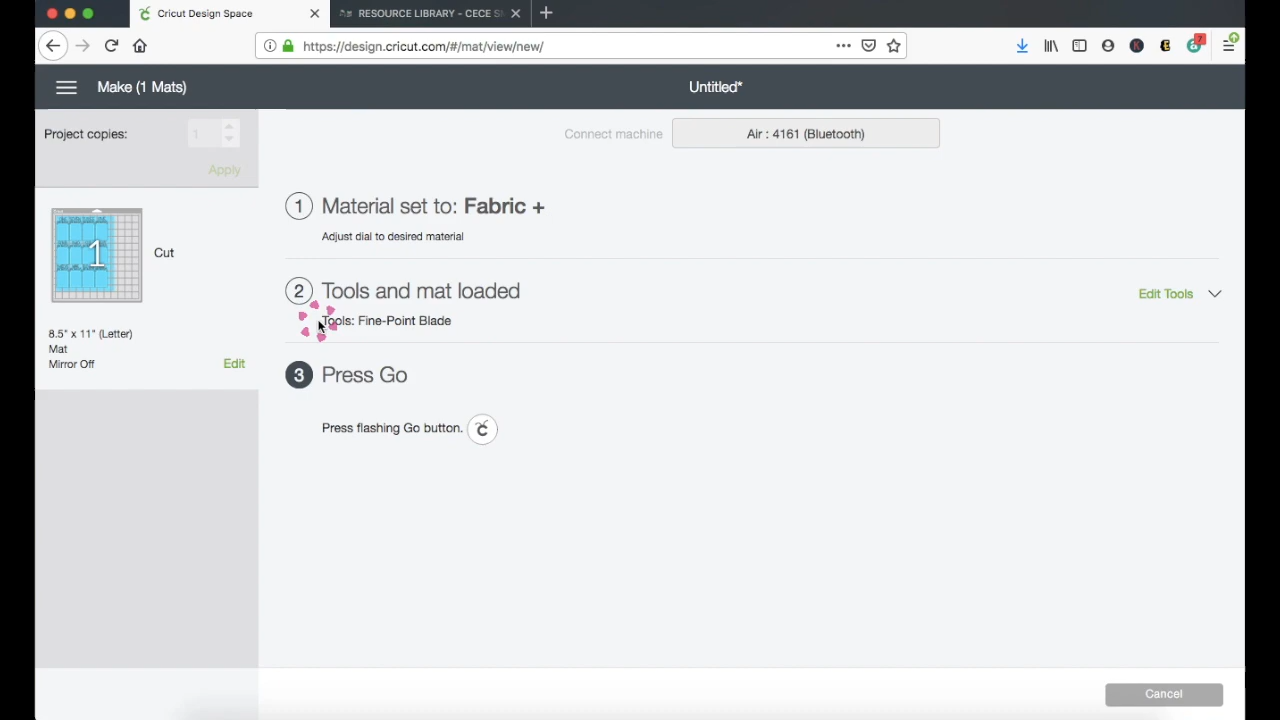 Cricut Design Space
RESOURCE LIBRARY - CECE S
https://design.cricut.com/#/mat/view/new/
7
Make (1 Mats)
Untitled*
Project copies:
1
Apply
Connect machine
Air : 4161 (Bluetooth)
1
Material set to: Fabric +
Adjust dial to desired material
1
Cut
2
Tools and mat loaded
Edit Tools
Tools: Fine-Point Blade
8.5" x 11" (Letter)
Mat
Mirror Off
Edit
3
Press Go
Press flashing Go button.
Cancel